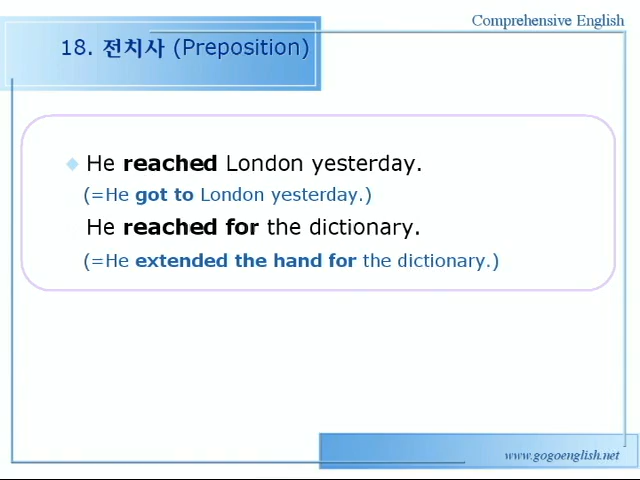 Comprehensive English
18. 전치사 (Preposition)
He reached London yesterday.
(=He got to London yesterday.)
He reached for the dictionary.
(=He extended the hand for the dictionary.)
www.gogoenglish.net